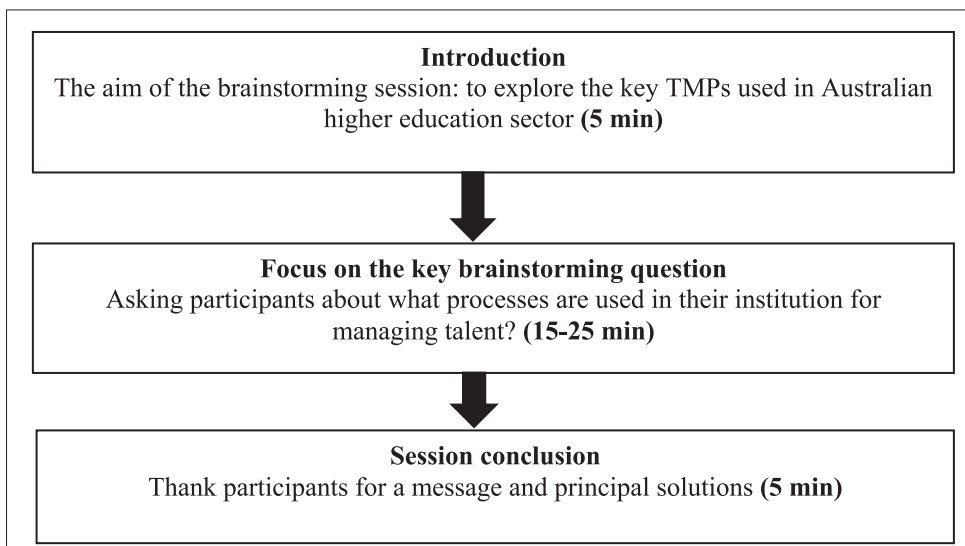 Introduction
The aim of the brainstorming session: to explore the key TMPs used in Australian
higher education sector (5 min)
Focus on the key brainstorming question
Asking participants about what processes are used in their institution for
managing talent? (15-25 min)
Session conclusion
Thank participants for a message and principal solutions (5 min)